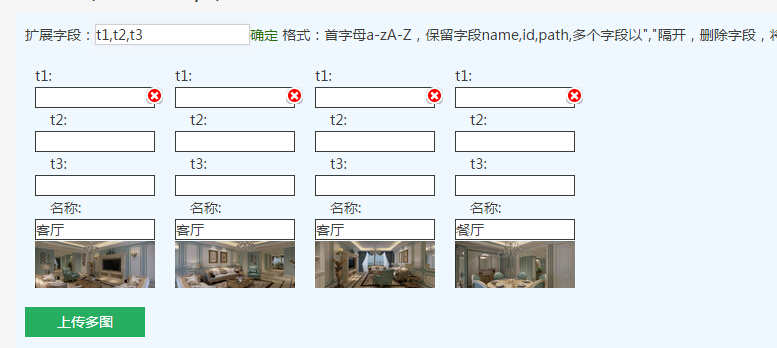 扩展字段：t1,t2,t3 确定 格式：首字母a-zA-Z，保留字段name,id,path,多个字段以","隔开，删除字段，
t1: t1: t1: t1:
t2: t2: t2: t2:
t3: t3: t3: t3:
名称: 名称: 名称: 名称:
客厅 客厅 客厅 餐厅
上传多图